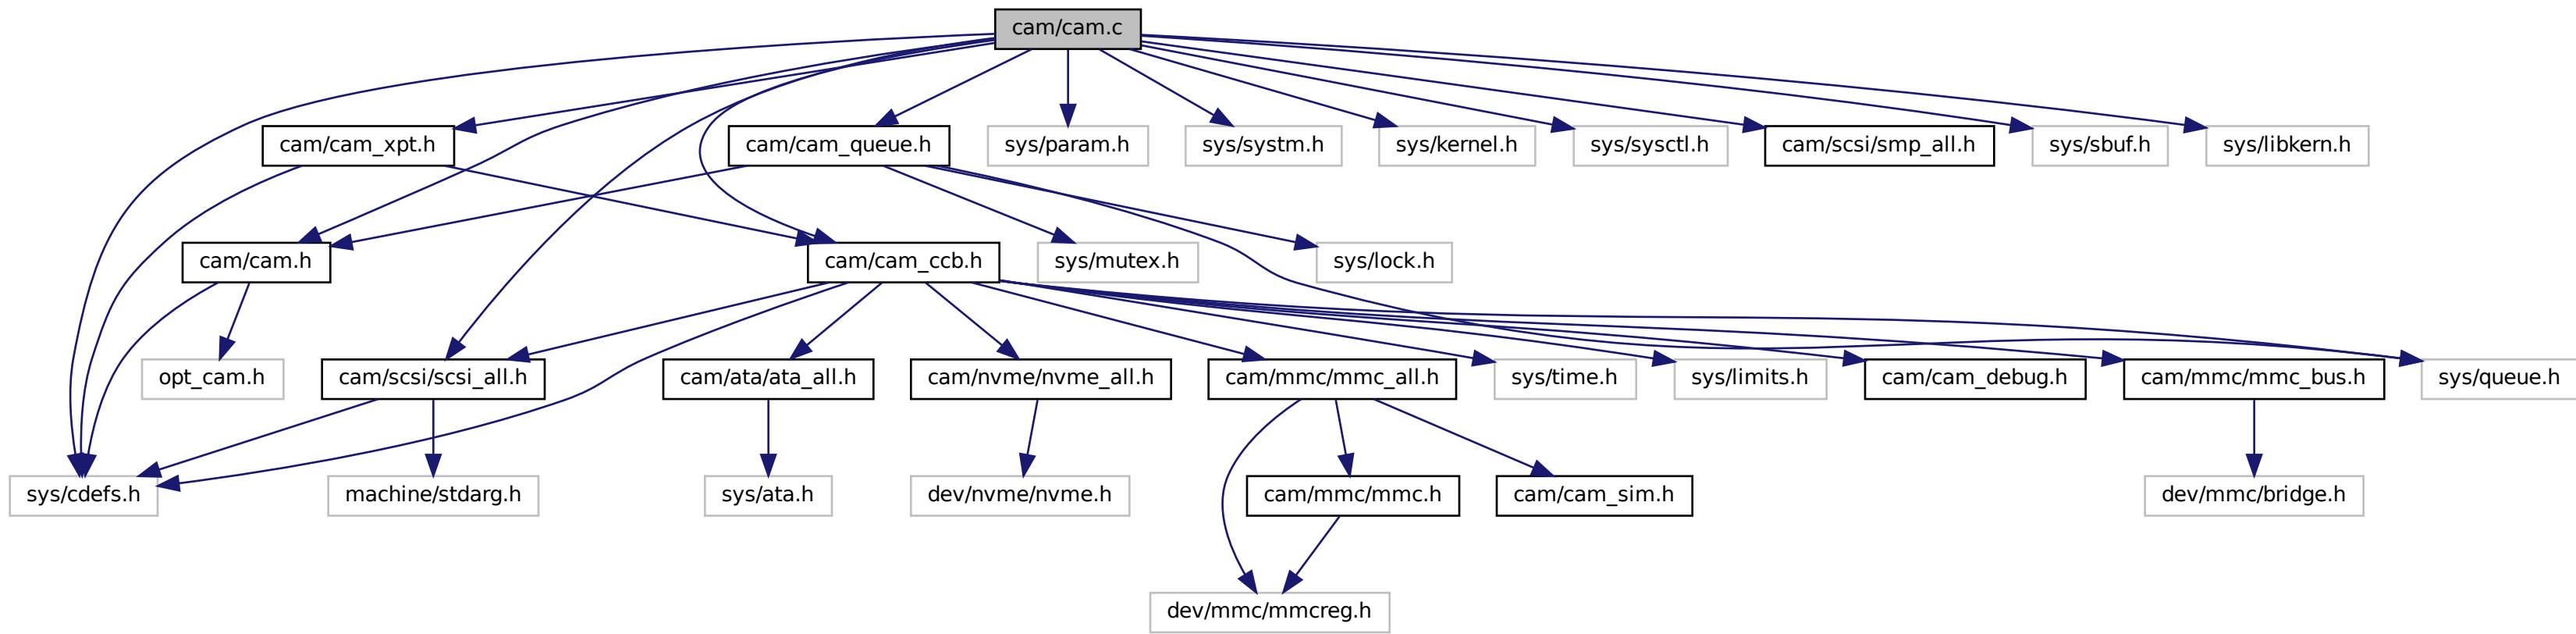 cam/cam.c
cam/cam_xpt.h
cam/cam_queue.h
sys/param.h
sys/systm.h
sys/kernel.h
sys/sysctl.h
cam/scsi/smp_all.h
sys/sbuf.h
sys/libkern.h
cam/cam.h
cam/cam_ccb.h
sys/mutex.h
sys/lock.h
opt_cam.h
cam/scsi/scsi_all.h
cam/ata/ata_all.h
cam/nvme/nvme_all.h
cam/mmc/mmc_all.h
sys/time.h
sys/limits.h
cam/cam_debug.h
cam/mmc/mmc_bus.h
sys/queue.h
sys/cdefs.h
machine/stdarg.h
sys/ata.h
dev/nvme/nvme.h
cam/mmc/mmc.h
cam/cam_sim.h
dev/mmc/bridge.h
dev/mmc/mmcreg.h